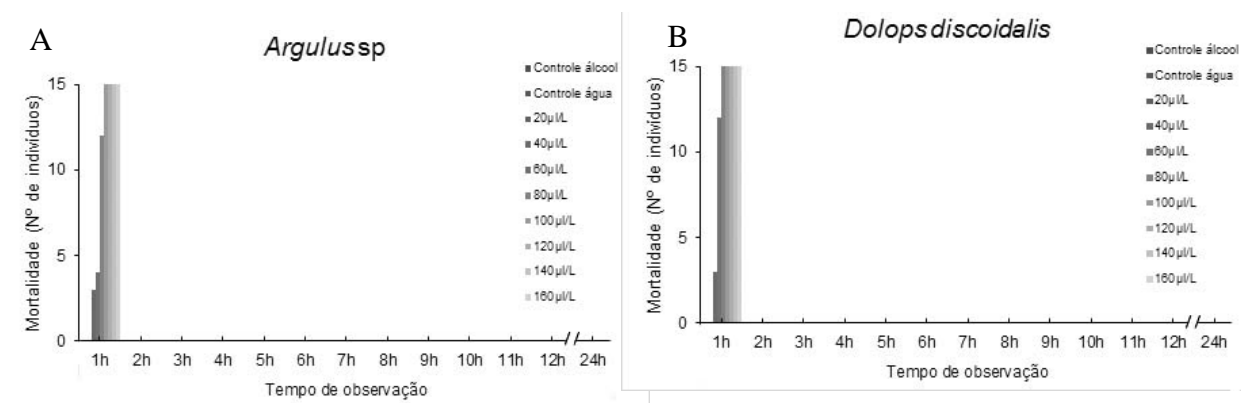 A
Argulus sp
Controle álcool
Controle água
20µl/L
40µl/L
60µl/L
80µl/L
100µl/L
120µl/L
140µl/L
160µl/L
Mortalidade (Nº de indivíduos)
15
10
5
0
1h 2h 3h 4h 5h 6h 7h 8h 9h 10h 11h 12h 24h
Tempo de observação
B
Dolops discoidalis
Controle álcool
Controle água
20µl/L
40µl/L
60µl/L
80µl/L
100µl/L
120µl/L
140µl/L
160µl/L
Mortalidade (Nº de indivíduos)
15
10
5
0
1h 2h 3h 4h 5h 6h 7h 8h 9h 10h 11h 12h 24h
Tempo de observação